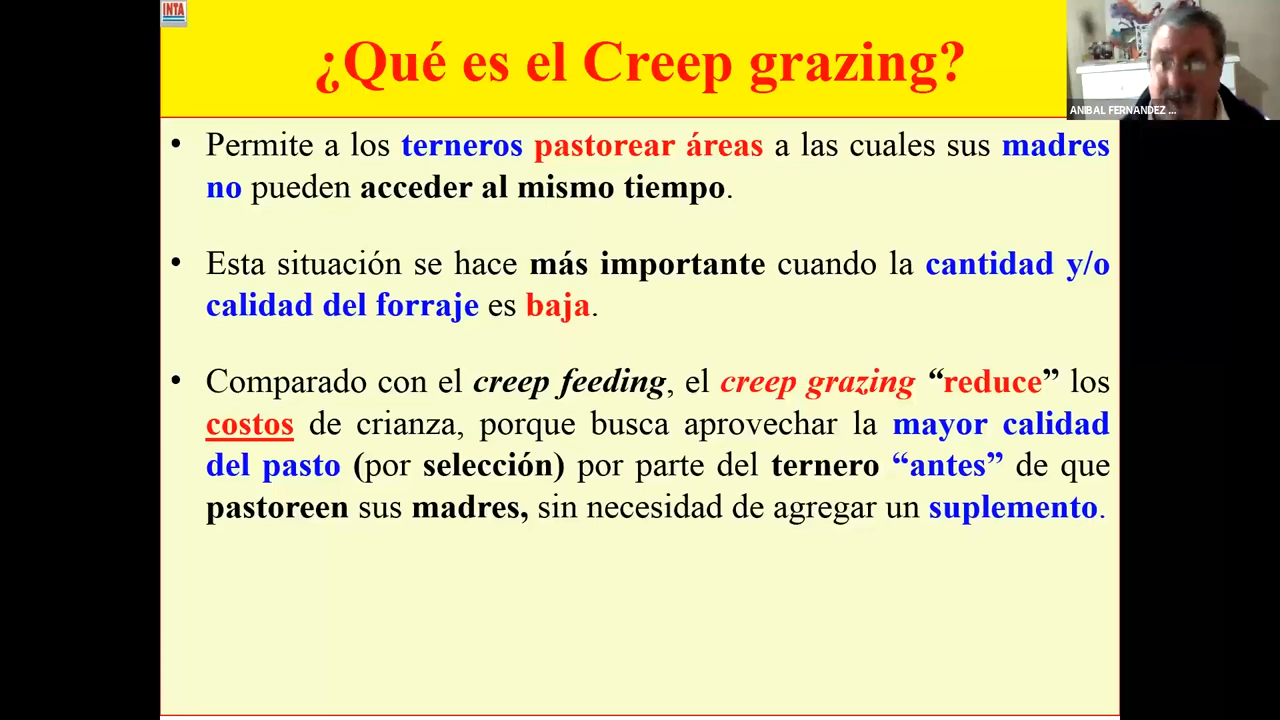 INTA
¿Qué es el Creep grazing?
ANIBAL FERNANDEZ ...
• Permite a los terneros pastorear áreas a las cuales sus madres
no pueden acceder al mismo tiempo.
• Esta situación se hace más importante cuando la cantidad y/o
calidad del forraje es baja.
• Comparado con el creep feeding, el creep grazing “reduce” los
costos de crianza, porque busca aprovechar la mayor calidad
del pasto (por selección) por parte del ternero “antes” de que
pastoreen sus madres, sin necesidad de agregar un suplemento.